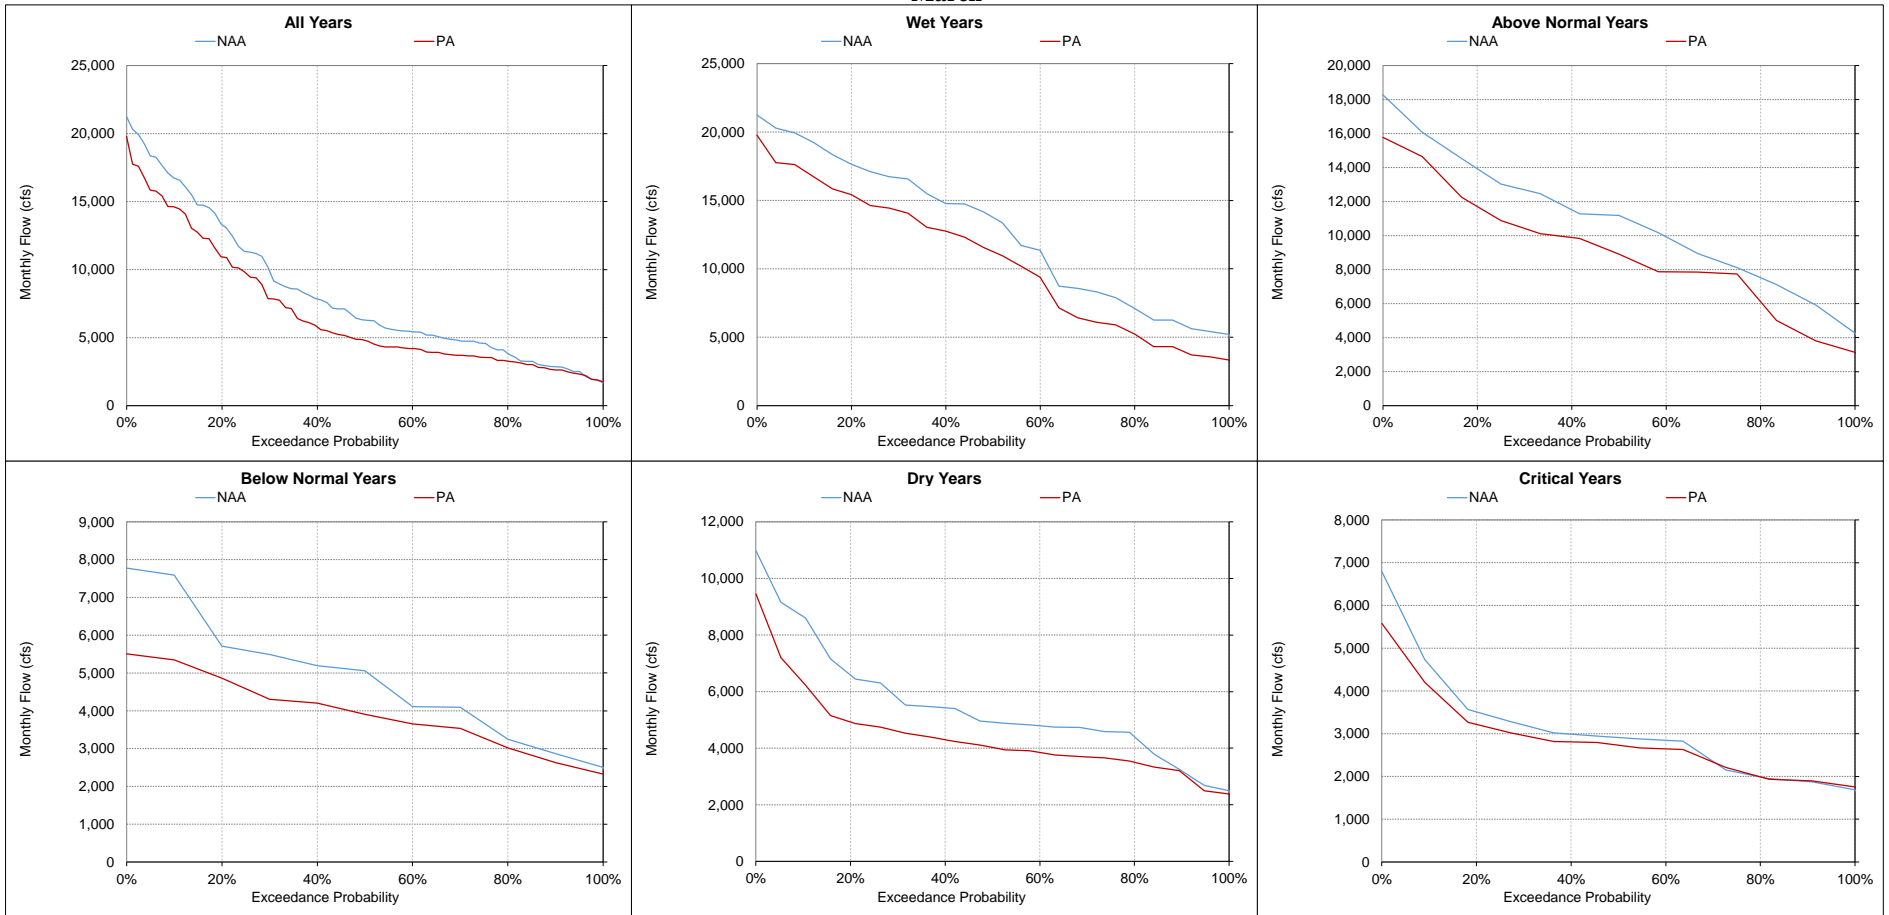 All Years
NAA PA
25,000
20,000
15,000
10,000
5,000
0
Monthly Flow (cfs)
0% 20% 40% 60% 80% 100%
Exceedance Probability
Wet Years
NAA PA
25,000
20,000
15,000
10,000
5,000
0
Monthly Flow (cfs)
0% 20% 40% 60% 80% 100%
Exceedance Probability
Above Normal Years
NAA PA
20,000
18,000
16,000
14,000
12,000
10,000
8,000
6,000
4,000
2,000
0
Monthly Flow (cfs)
0% 20% 40% 60% 80% 100%
Exceedance Probability
Below Normal Years
NAA PA
9,000
8,000
7,000
6,000
5,000
4,000
3,000
2,000
1,000
0
Monthly Flow (cfs)
0% 20% 40% 60% 80% 100%
Exceedance Probability
Dry Years
NAA PA
12,000
10,000
8,000
6,000
4,000
2,000
0
Monthly Flow (cfs)
0% 20% 40% 60% 80% 100%
Exceedance Probability
Critical Years
NAA PA
8,000
7,000
6,000
5,000
4,000
3,000
2,000
1,000
0
Monthly Flow (cfs)
0% 20% 40% 60% 80% 100%
Exceedance Probability